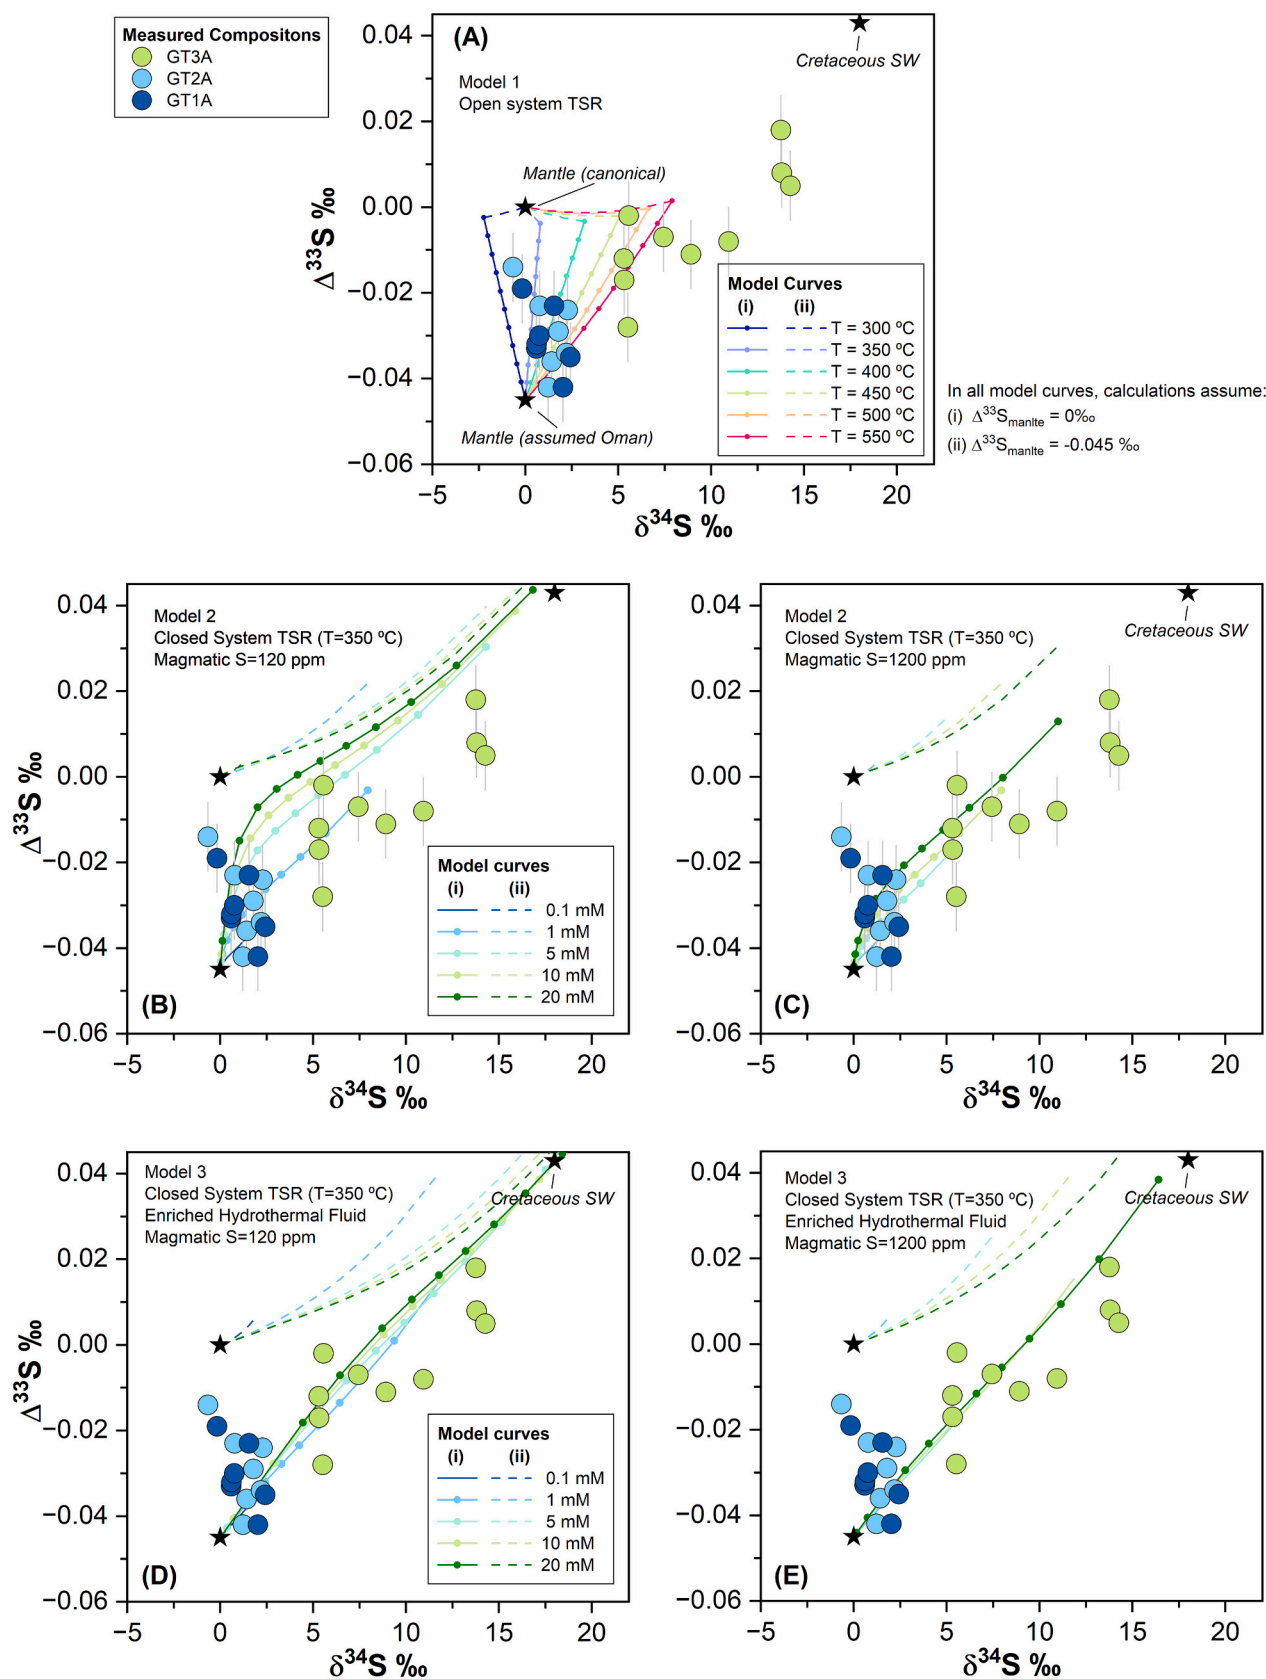 Measured Compositons
GT3A
GT2A
GT1A
(A)
Model 1
Open system TSR
Cretaceous SW
Mantle (canonical)
Mantle (assumed Oman)
Model Curves
(i) (ii)
T = 300 ºC
T = 350 ºC
T = 400 ºC
T = 450 ºC
T = 500 ºC
T = 550 ºC
In all model curves, calculations assume:
(i) Δ33Smanlte = 0‰
(ii) Δ33Smanlte = -0.045 ‰
0.04
0.02
0.00
−0.02
−0.04
−0.06
Δ33S ‰
−5 0 5 10 15 20
δ34S ‰
Model 2
Closed System TSR (T=350 ºC)
Magmatic S=120 ppm
0.04
0.02
0.00
−0.02
−0.04
−0.06
Δ33S ‰
Model curves
(i) (ii)
0.1 mM
1 mM
5 mM
10 mM
20 mM
(B)
−5 0 5 10 15 20
δ34S ‰
Model 2
Closed System TSR (T=350 ºC)
Magmatic S=1200 ppm
Cretaceous SW
0.04
0.02
0.00
−0.02
−0.04
−0.06
(C)
−5 0 5 10 15 20
δ34S ‰
Model 3
Closed System TSR (T=350 ºC)
Enriched Hydrothermal Fluid
Magmatic S=120 ppm
Cretaceous SW
0.04
0.02
0.00
−0.02
−0.04
−0.06
Δ33S ‰
Model curves
(i) (ii)
0.1 mM
1 mM
5 mM
10 mM
20 mM
(D)
−5 0 5 10 15 20
δ34S ‰
Model 3
Closed System TSR (T=350 ºC)
Enriched Hydrothermal Fluid
Magmatic S=1200 ppm
Cretaceous SW
0.04
0.02
0.00
−0.02
−0.04
−0.06
(E)
−5 0 5 10 15 20
δ34S ‰